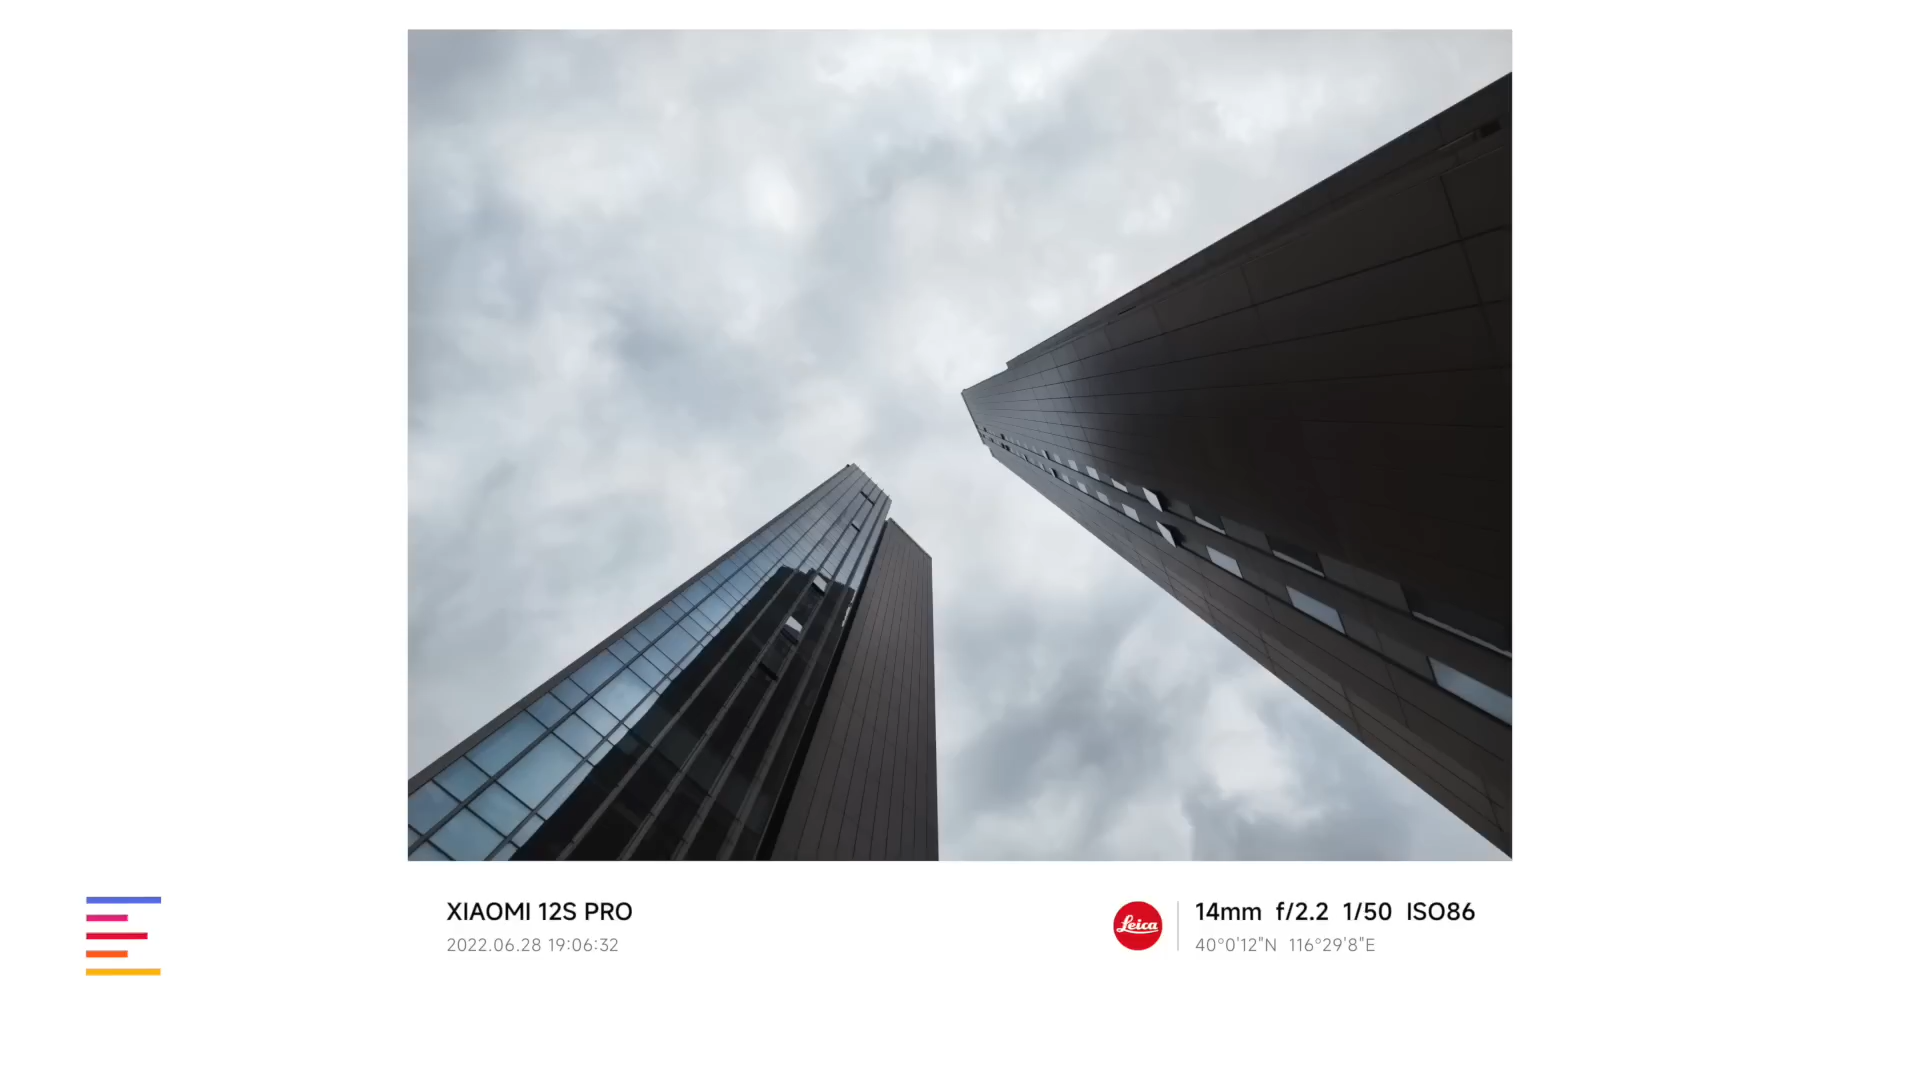 XIAOMI 12S PRO
2022.06.28 19:06:32
Leica
14mm f/2.2 1/50 ISO86
40°0'12"N 116°29'8"E